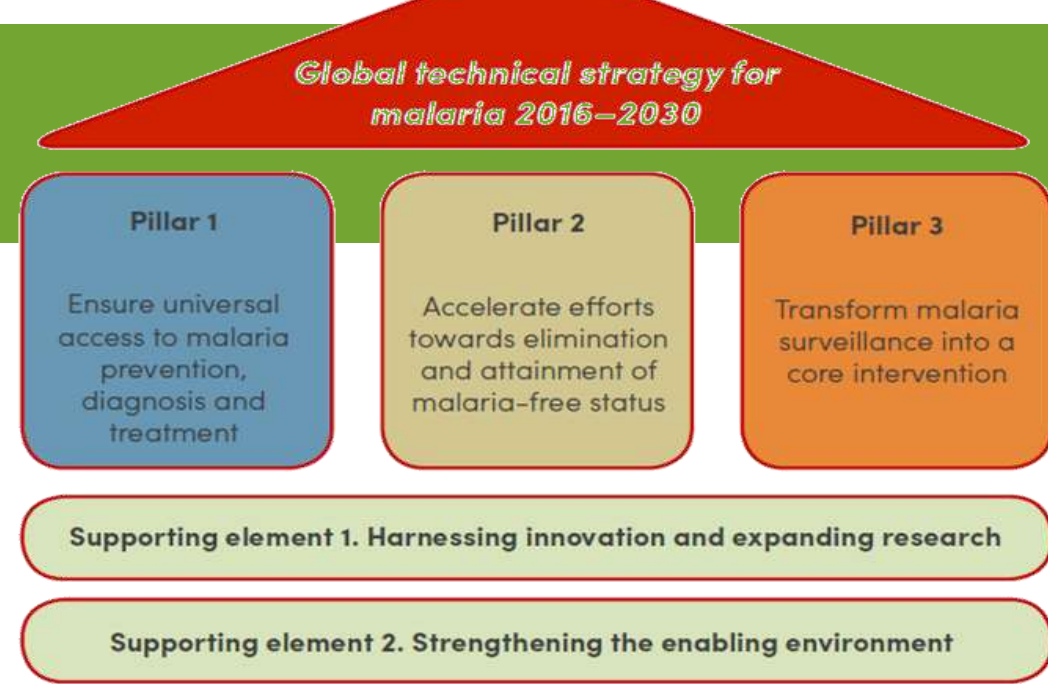 Global technical strategy for
malaria 2016–2030
Pillar 1
Ensure universal
access to malaria
prevention,
diagnosis and
treatment
Pillar 2
Accelerate efforts
towards elimination
and attainment of
malaria-free status
Pillar 3
Transform malaria
surveillance into a
core intervention
Supporting element 1. Harnessing innovation and expanding research
Supporting element 2. Strengthening the enabling environment